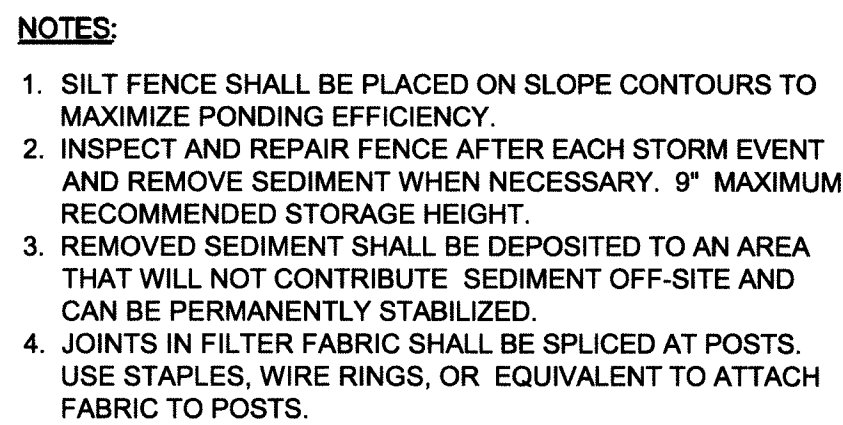 NOTES:
1. SILT FENCE SHALL BE PLACED ON SLOPE CONTOURS TO
MAXIMIZE PONDING EFFICIENCY.
2. INSPECT AND REPAIR FENCE AFTER EACH STORM EVENT
AND REMOVE SEDIMENT WHEN NECESSARY. 9" MAXIMUM
RECOMMENDED STORAGE HEIGHT.
3. REMOVED SEDIMENT SHALL BE DEPOSITED TO AN AREA
THAT WILL NOT CONTRIBUTE SEDIMENT OFF-SITE AND
CAN BE PERMANENTLY STABILIZED.
4. JOINTS IN FILTER FABRIC SHALL BE SPLICED AT POSTS.
USE STAPLES, WIRE RINGS, OR EQUIVALENT TO ATTACH
FABRIC TO POSTS.